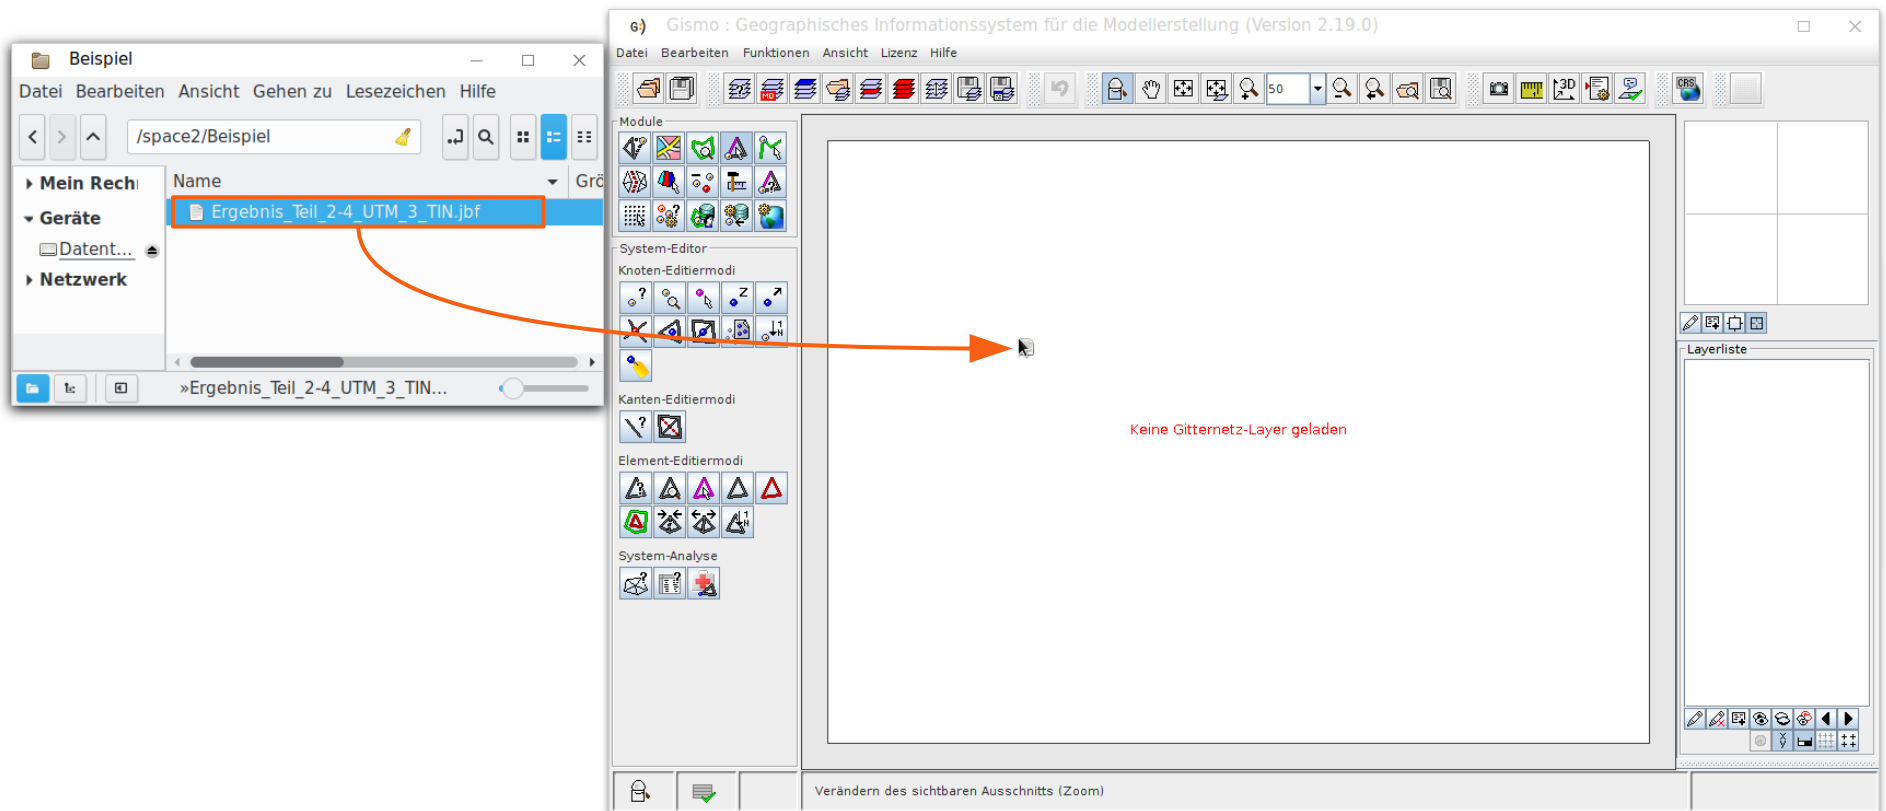 Beispiel
Datei Bearbeiten Ansicht Gehen zu Lesezeichen Hilfe
/space2/Beispiel
Mein Rech
Geräte
Datent...
Netzwerk
Name
Grö
Ergebnis_Teil_2-4_UTM_3_TIN.jbf
»Ergebnis_Teil_2-4_UTM_3_TIN...
G:) Gismo : Geographisches Informationssystem für die Modellerstellung (Version 2.19.0)
Datei Bearbeiten Funktionen Ansicht Lizenz Hilfe
50
3D
CRS
Module
System-Editor
Knoten-Editiermodi
Kanten-Editiermodi
Element-Editiermodi
System-Analyse
Keine Gitternetz-Layer geladen
Layerliste
Verändern des sichtbaren Ausschnitts (Zoom)